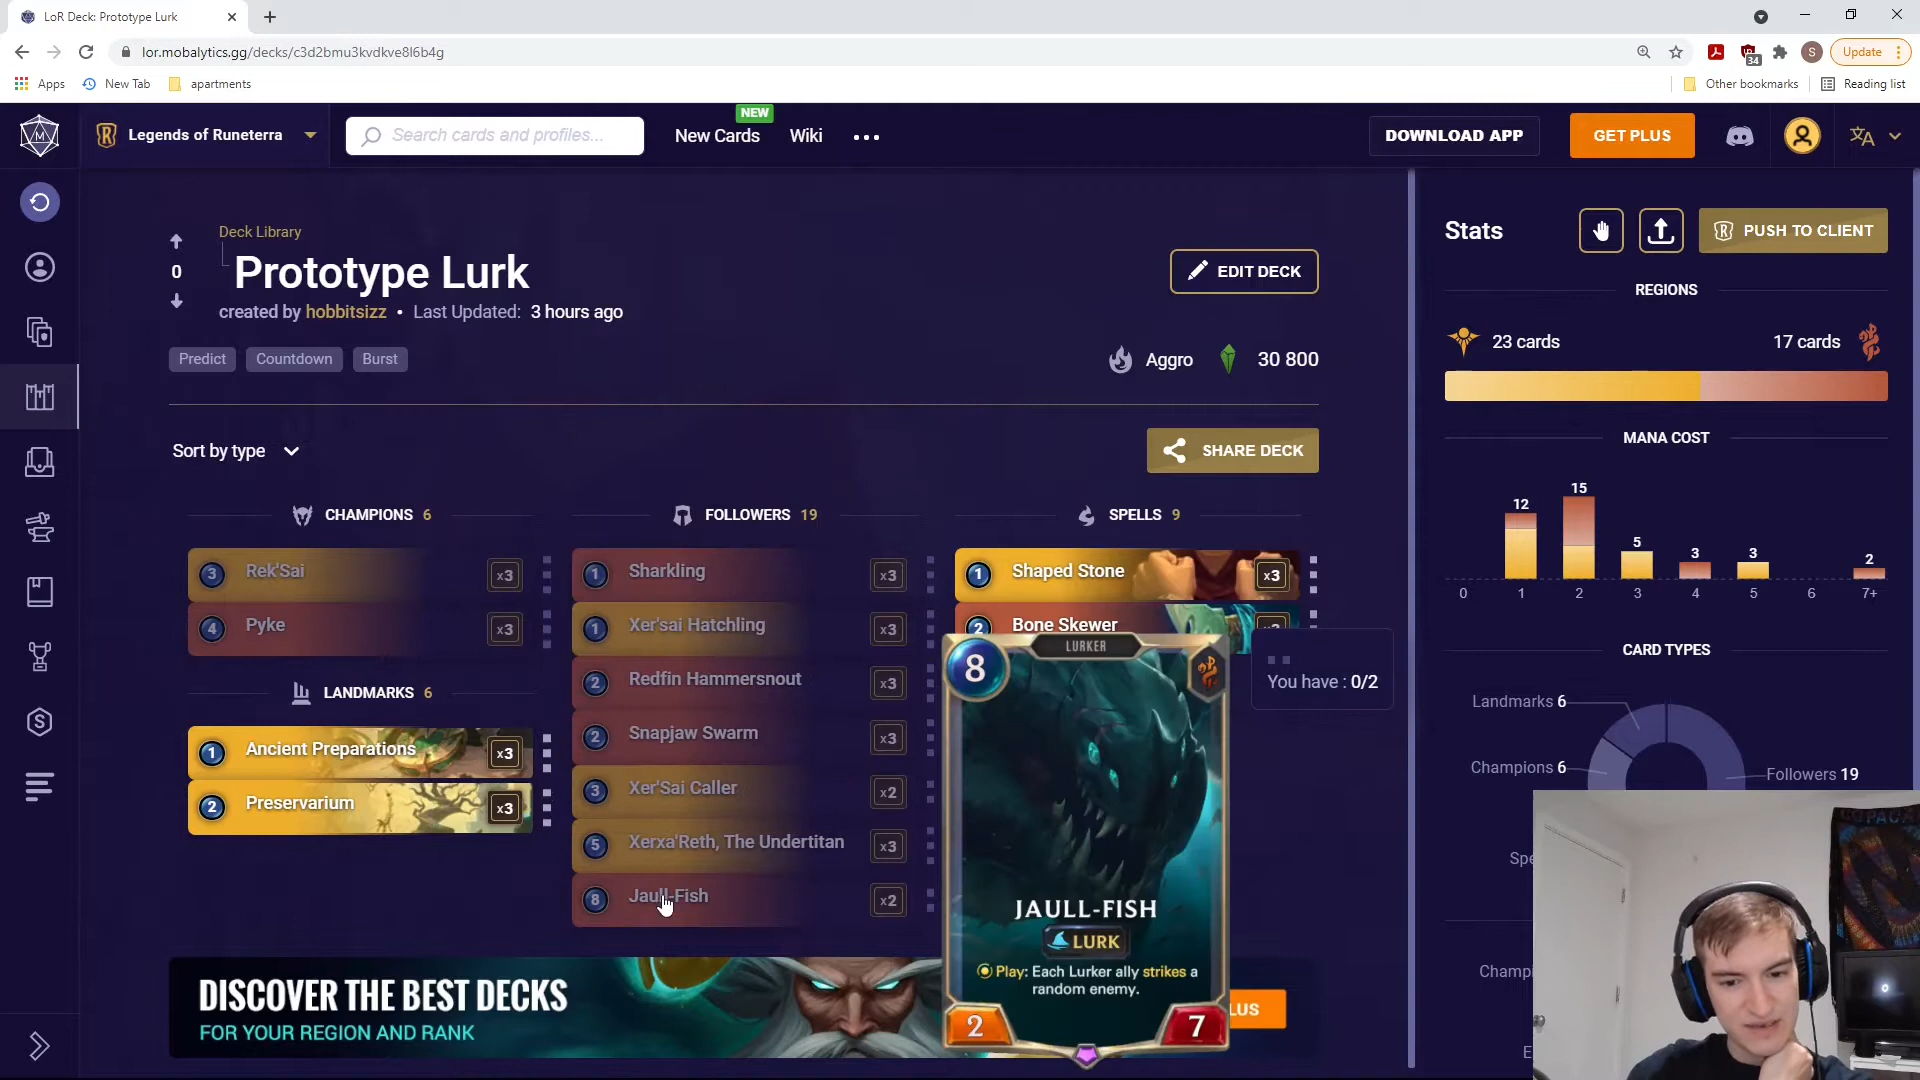 LoR Deck: Prototype Lurk
lor.mobalytics.gg/decks/c3d2bmu3kvdkve8l6b4g
34
S
Update
Apps
New Tab
apartments
Other bookmarks
Reading list
Legends of Runeterra
Search cards and profiles...
NEW
New Cards
Wiki
DOWNLOAD APP
GET PLUS
Deck Library
0
Prototype Lurk
created by hobbitsizz • Last Updated: 3 hours ago
EDIT DECK
Predict
Countdown
Burst
Aggro
30 800
Sort by type
SHARE DECK
CHAMPIONS 6
3 Rek'Sai x3
4 Pyke x3
LANDMARKS 6
1 Ancient Preparations x3
2 Preservarium x3
FOLLOWERS 19
1 Sharkling x3
1 Xer'sai Hatchling x3
2 Redfin Hammersnout x3
2 Snapjaw Swarm x3
3 Xer'Sai Caller x2
5 Xerxa'Reth, The Undertitan x3
8 Jaull-Fish x2
SPELLS 9
1 Shaped Stone x3
2 Bone Skewer
You have : 0/2
8
LURKER
JAULL-FISH
LURK
Play: Each Lurker ally strikes a
random enemy.
2
7
DISCOVER THE BEST DECKS
FOR YOUR REGION AND RANK
LUS
Stats
PUSH TO CLIENT
REGIONS
23 cards
17 cards
MANA COST
12
15
5
3
3
2
0
1
2
3
4
5
6
7+
CARD TYPES
Landmarks 6
Champions 6
Followers 19
Spe
Champi
E